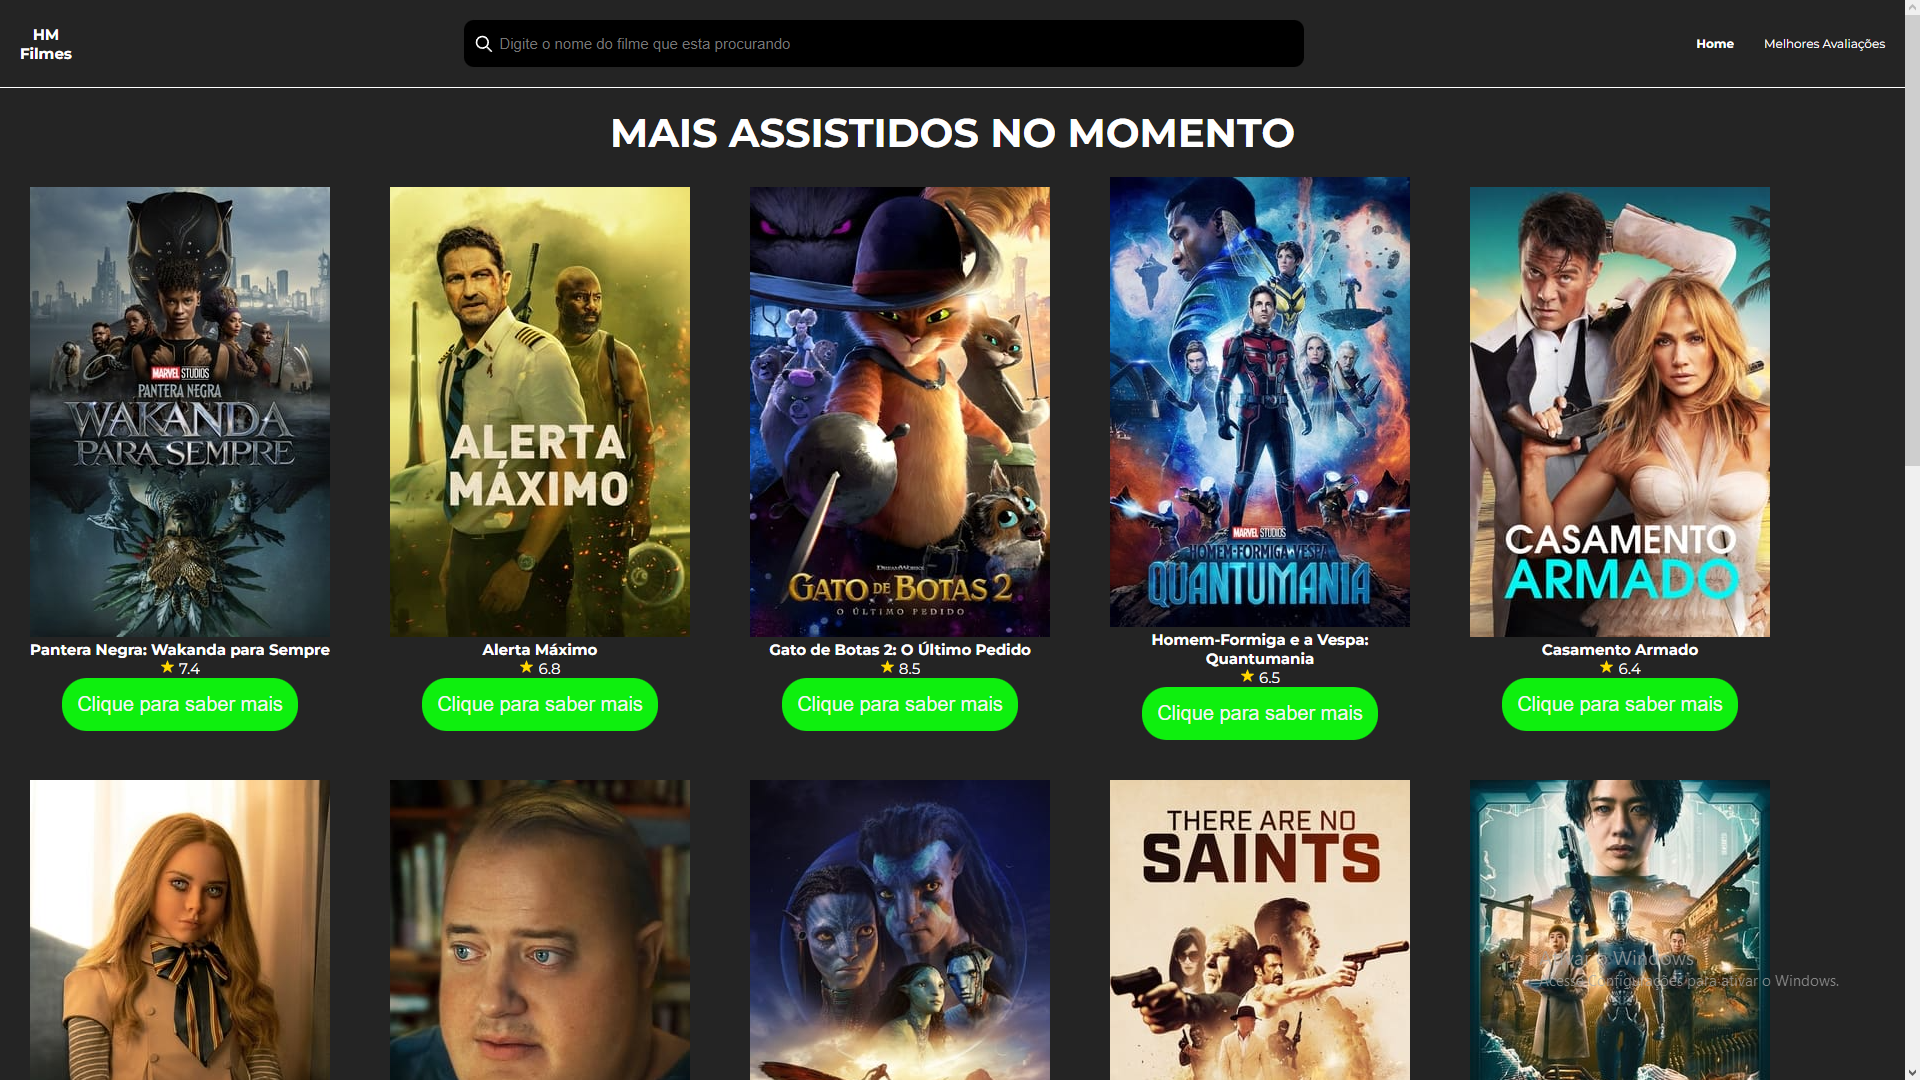 HM
Filmes
Digite o nome do filme que esta procurando
Home
Melhores Avaliações
MAIS ASSISTIDOS NO MOMENTO
MARVEL STUDIOS
PANTERA NEGRA
WAKANDA
PARA SEMPRE
ALERTA
MÁXIMO
DREAMWORKS
GATO DE BOTAS 2
O ÚLTIMO PEDIDO
MARVEL STUDIOS
HOMEM-FORMIGA VESPA
QUANTUMANIA
CASAMENTO
ARMADO
Pantera Negra: Wakanda para Sempre
7.4
Clique para saber mais
Alerta Máximo
6.8
Clique para saber mais
Gato de Botas 2: O Último Pedido
8.5
Clique para saber mais
Homem-Formiga e a Vespa:
Quantumania
6.5
Clique para saber mais
Casamento Armado
6.4
Clique para saber mais
THERE ARE NO
SAINTS
Ativar o Windows
Acesse Configurações para ativar o Windows.